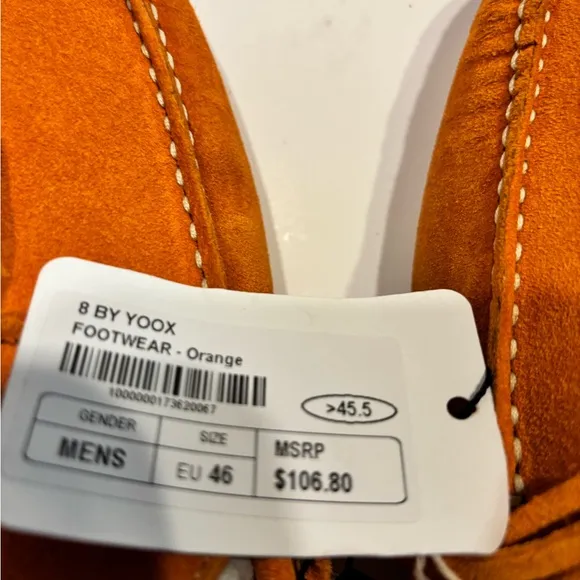 8 BY YOOX
FOOTWEAR - Orange
1000000173620067
>45.5
GENDER SIZE MSRP
MENS EU 46 $106.80